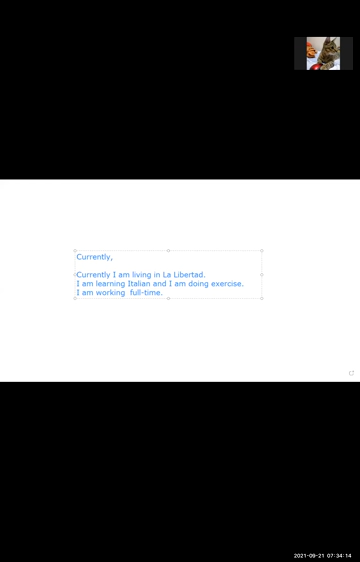 Currently,
Currently I am living in La Libertad.
I am learning Italian and I am doing exercise.
I am working  full-time.
2021-09-21 07:34:14